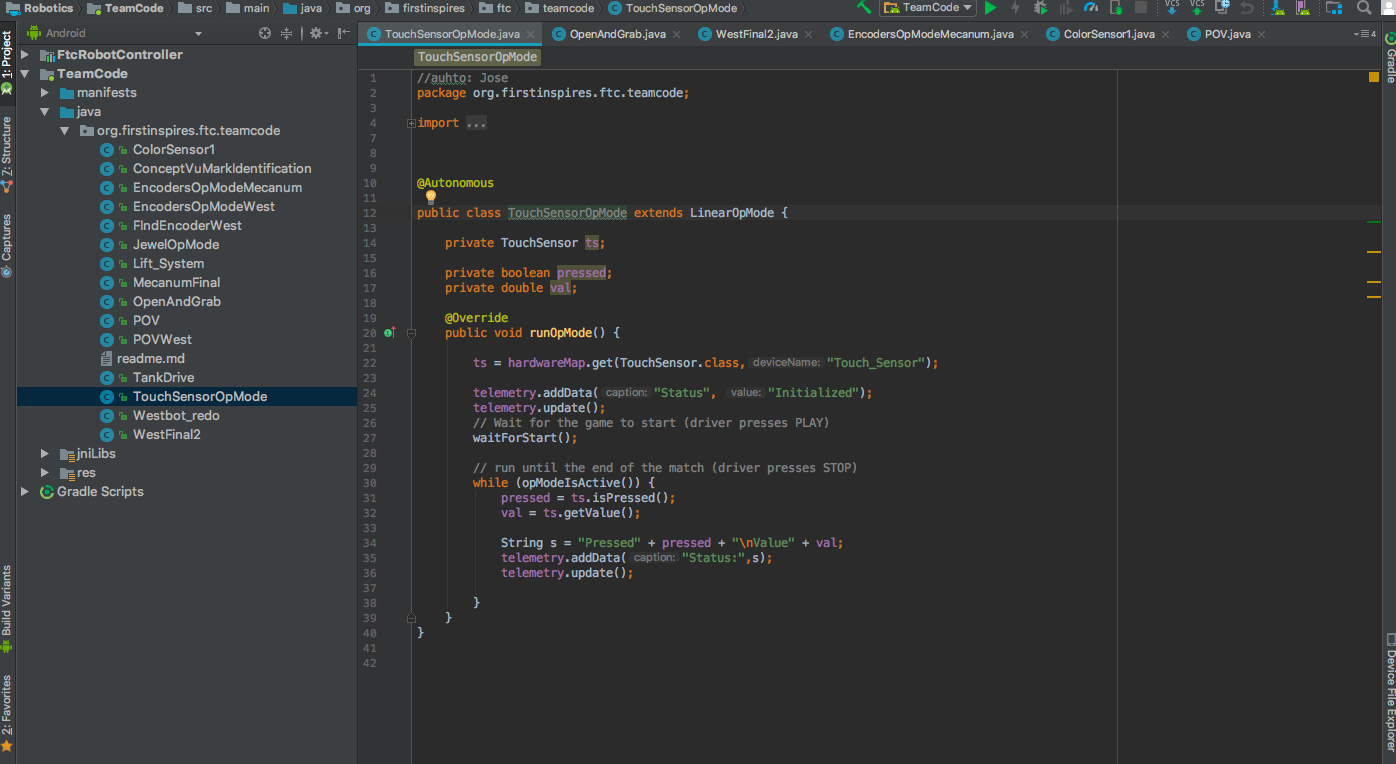 Robotics TeamCode src main java org firstinspires ftc teamcode TouchSensorOpMode TeamCode VCS VCS
Android TouchSensorOpMode.java OpenAndGrab.java WestFinal2.java EncodersOpModeMecanum.java ColorSensor1.java POV.java 4
1: Project
Z: Structure
Captures
Build Variants
2: Favorites
FtcRobotController
TeamCode
manifests
java
org.firstinspires.ftc.teamcode
ColorSensor1
ConceptVuMarkIdentification
EncodersOpModeMecanum
EncodersOpModeWest
FIndEncoderWest
JewelOpMode
Lift_System
MecanumFinal
OpenAndGrab
POV
POVWest
readme.md
TankDrive
TouchSensorOpMode
Westbot_redo
WestFinal2
jniLibs
res
Gradle Scripts
TouchSensorOpMode
1 //auhto: Jose
2 package org.firstinspires.ftc.teamcode;
3
4 import ...
7
8
9
10 @Autonomous
11
12 public class TouchSensorOpMode extends LinearOpMode {
13
14 private TouchSensor ts;
15
16 private boolean pressed;
17 private double val;
18
19 @Override
20 public void runOpMode() {
21
22 ts = hardwareMap.get(TouchSensor.class, deviceName: "Touch_Sensor");
23
24 telemetry.addData( caption: "Status", value: "Initialized");
25 telemetry.update();
26 // Wait for the game to start (driver presses PLAY)
27 waitForStart();
28
29 // run until the end of the match (driver presses STOP)
30 while (opModeIsActive()) {
31 pressed = ts.isPressed();
32 val = ts.getValue();
33
34 String s = "Pressed" + pressed + "\nValue" + val;
35 telemetry.addData( caption: "Status:",s);
36 telemetry.update();
37
38 }
39 }
40 }
41
42
Gradle
Device File Explorer